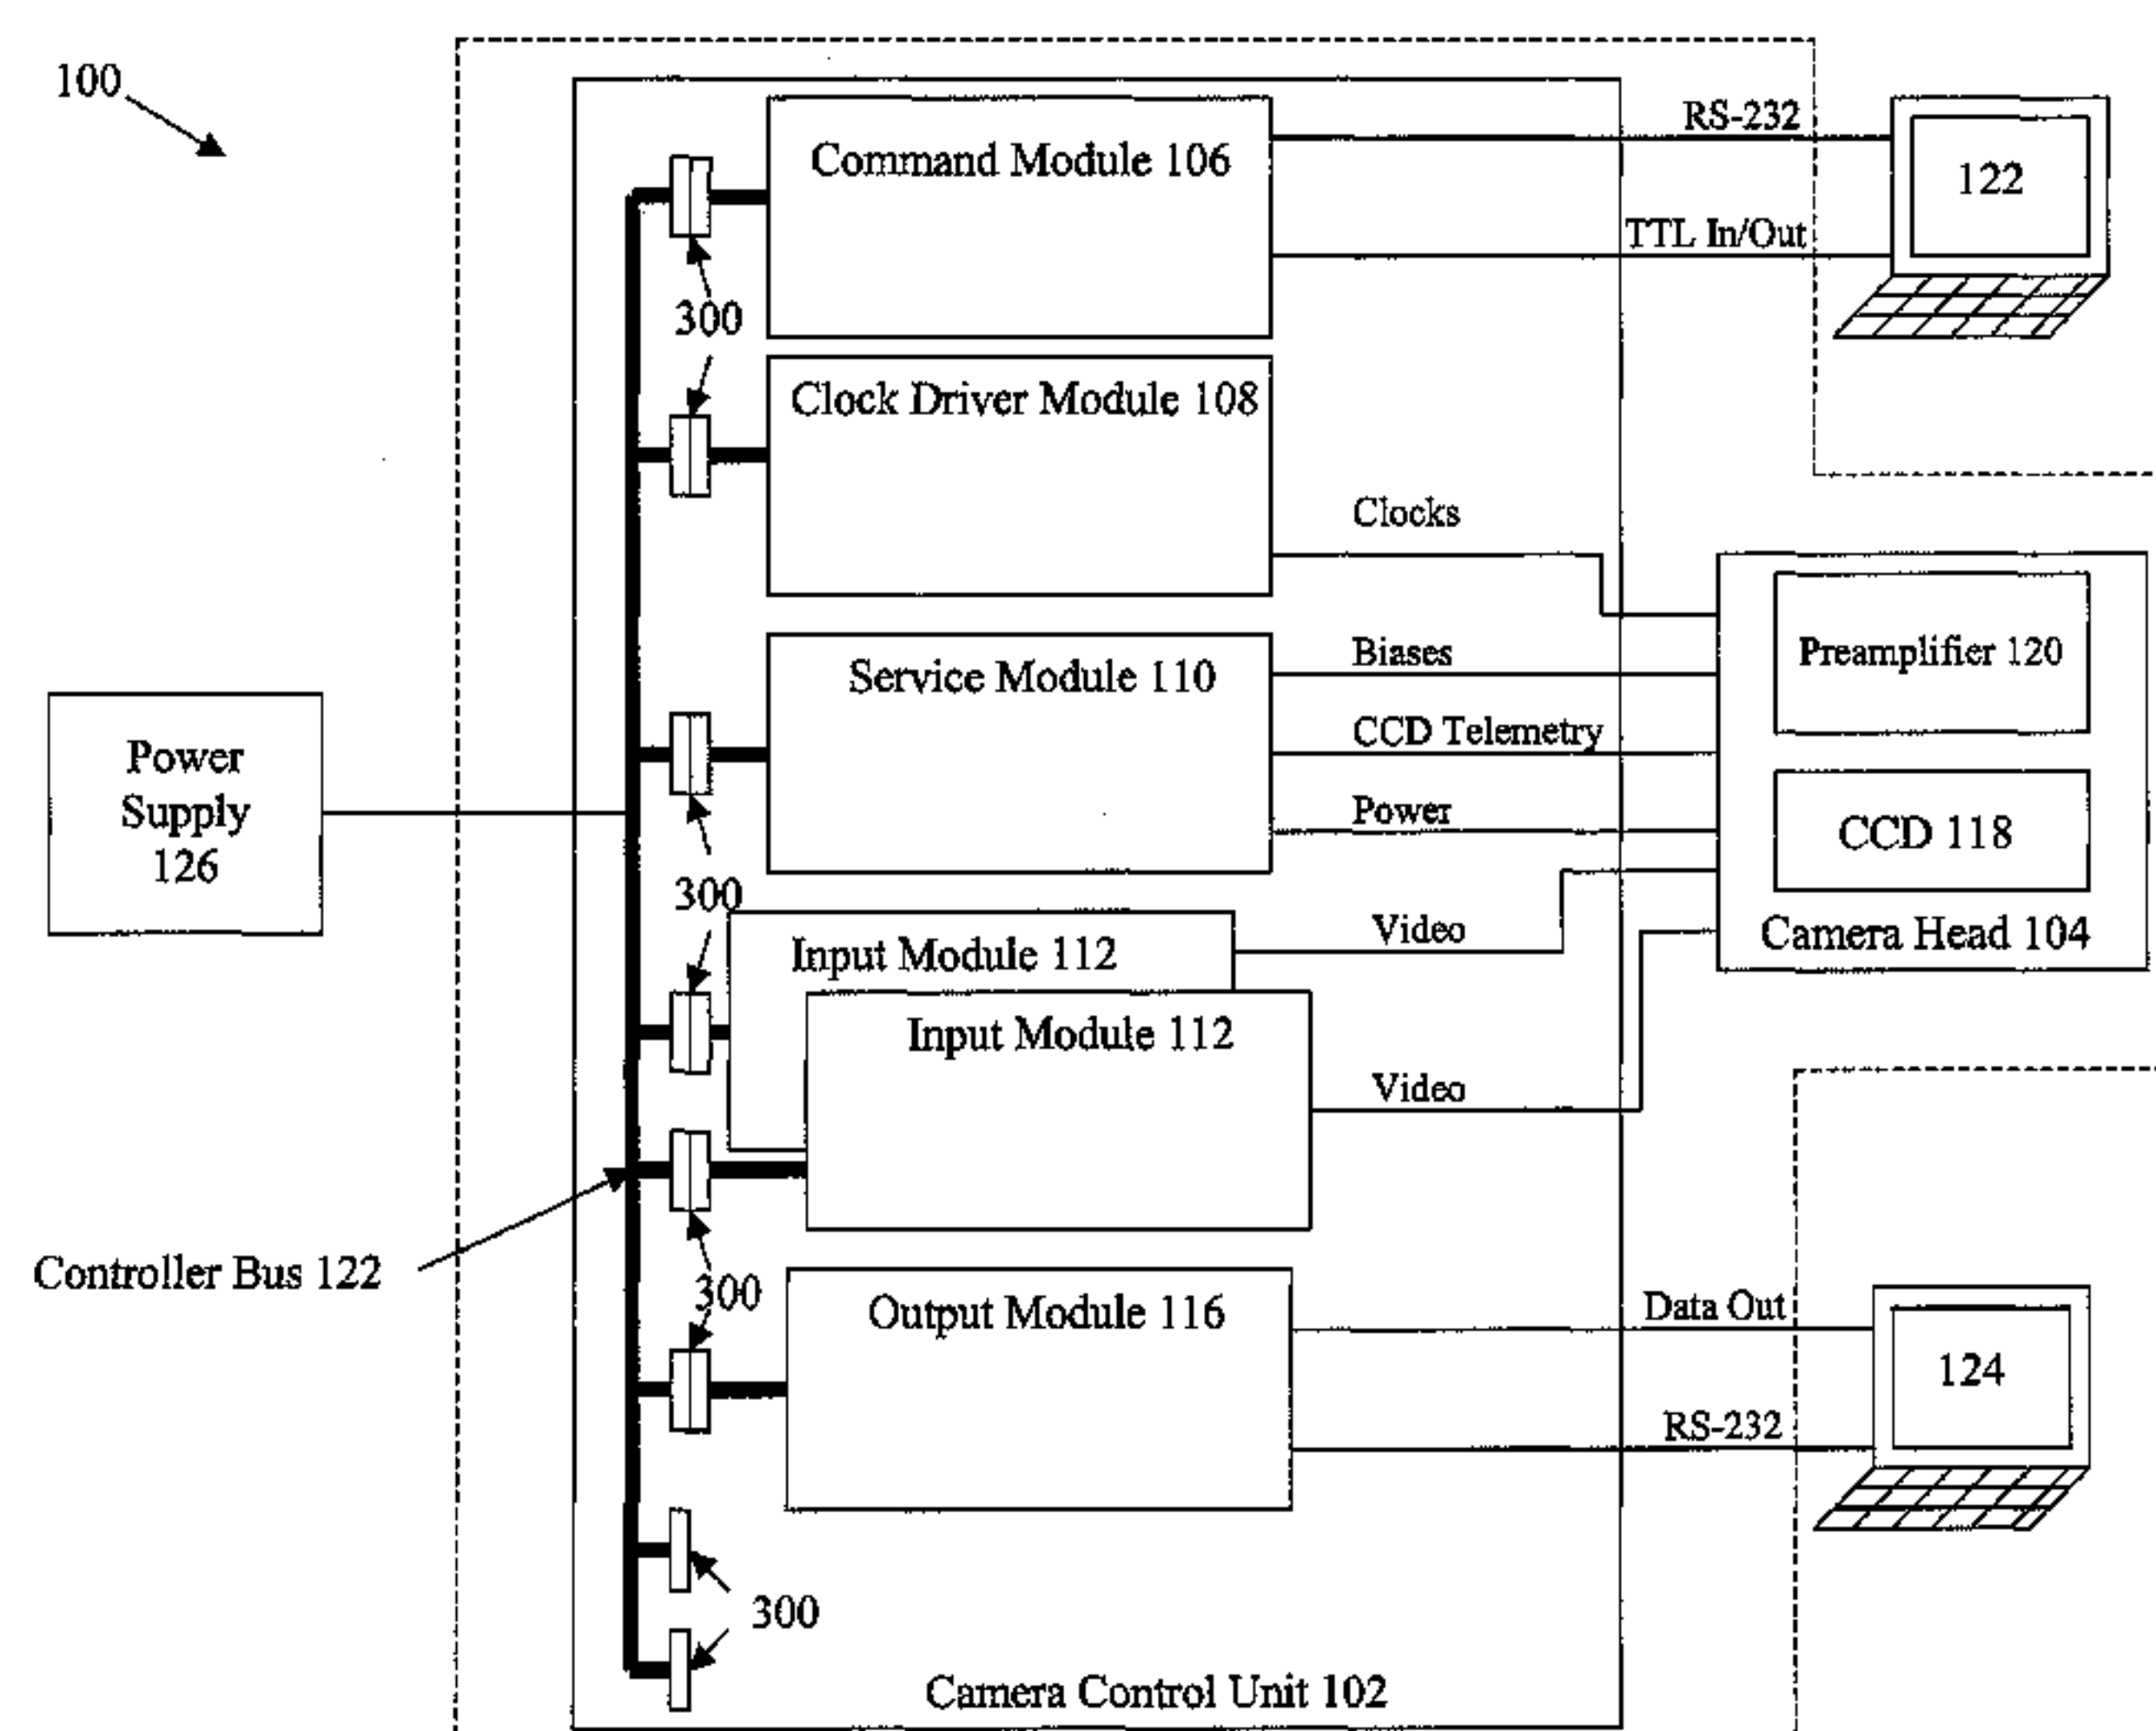 100
Command Module 106
RS-232
122
TTL In/Out
300
Clock Driver Module 108
Clocks
Preamplifier 120
Biases
Service Module 110
CCD Telemetry
Power
Supply
126
Power
CCD 118
300
Camera Head 104
Video
Input Module 112
Input Module 112
Video
Controller Bus 122
300
Output Module 116
Data Out
124
RS-232
300
Camera Control Unit 102